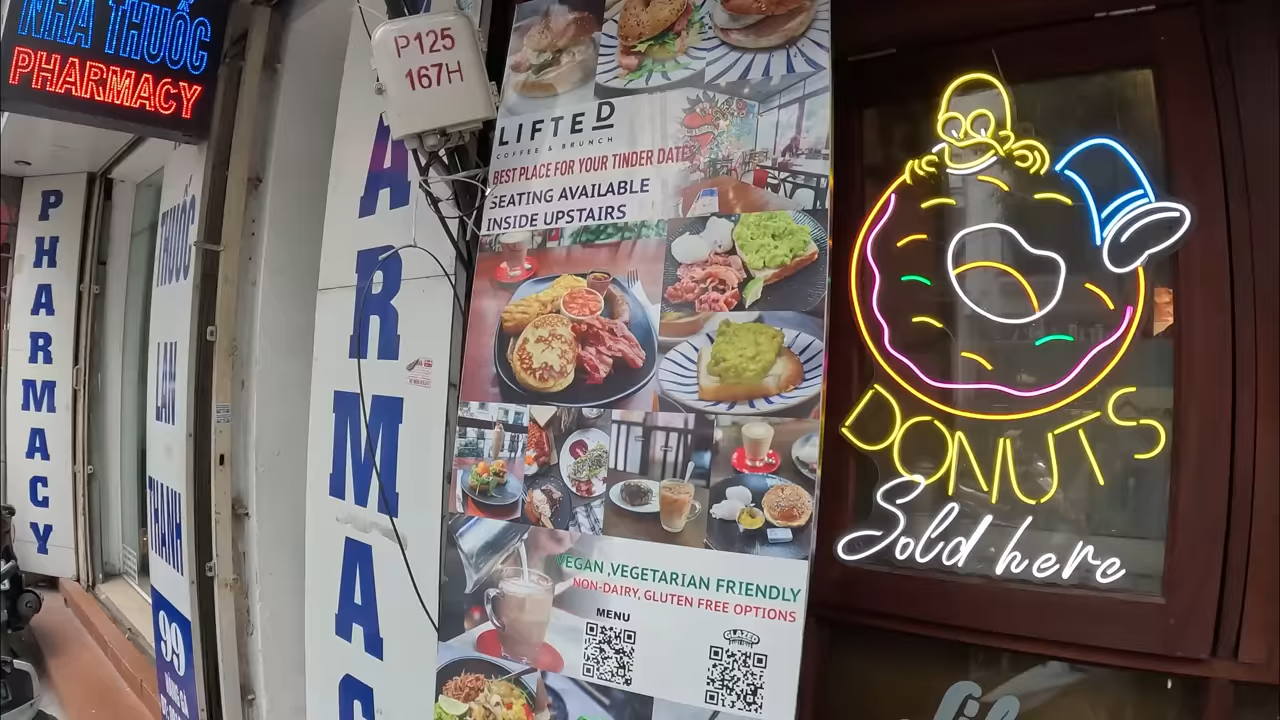 NHÀ THUỐC
PHARMACY
PHARMACY
THUỐC
LAN
THANH
99
ARMAC
P125
167H
LIFTED
COFFEE & BRUNCH
BEST PLACE FOR YOUR TINDER DATE
SEATING AVAILABLE
INSIDE UPSTAIRS
VEGAN, VEGETARIAN FRIENDLY
NON-DAIRY, GLUTEN FREE OPTIONS
MENU
GLAZED
DONUTS
Sold here